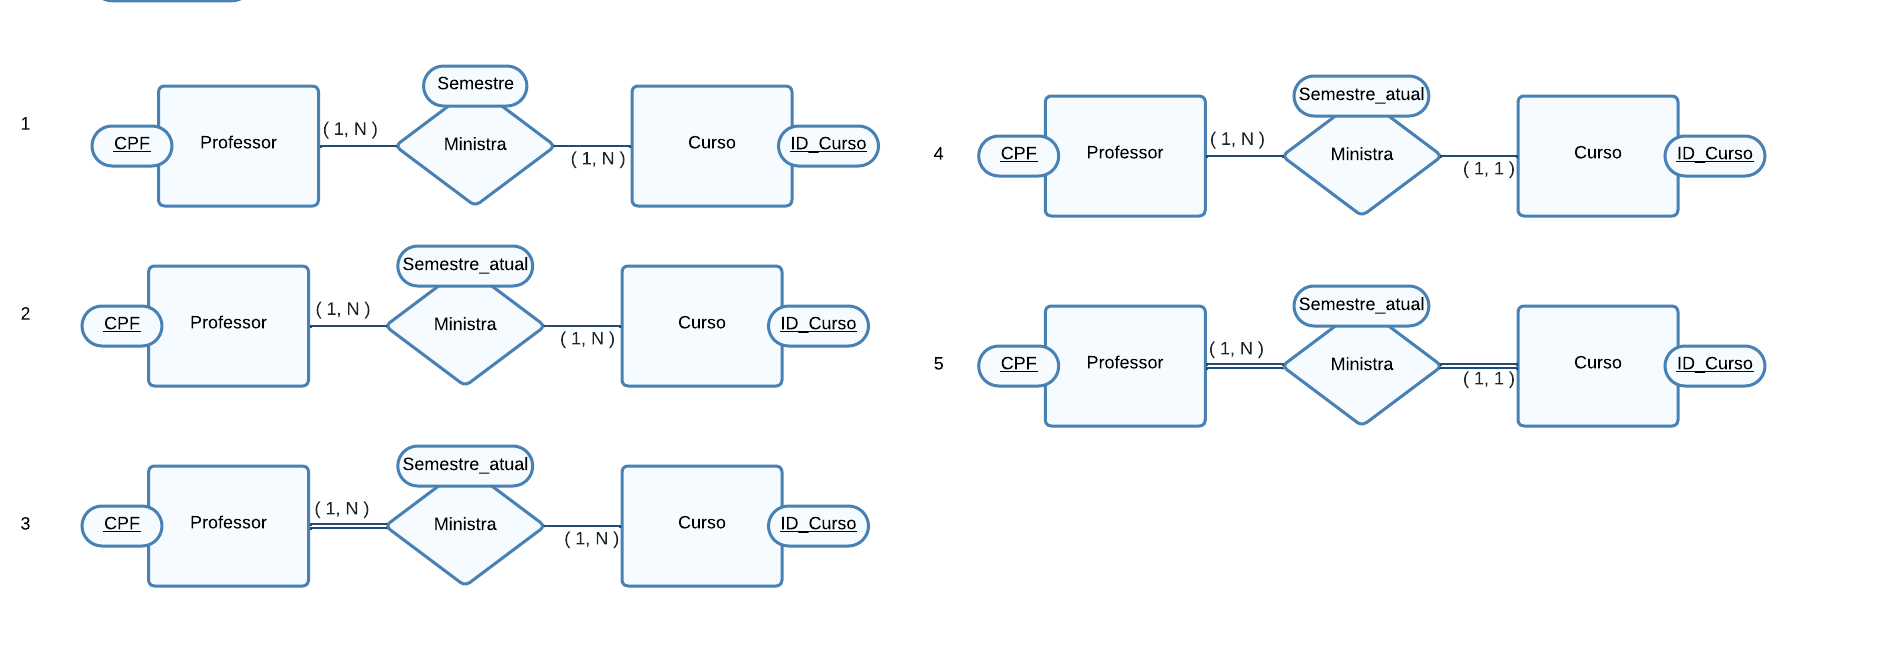 1
Semestre
CPF
Professor
( 1, N )
Ministra
( 1, N )
Curso
ID_Curso
2
Semestre_atual
CPF
Professor
( 1, N )
Ministra
( 1, N )
Curso
ID_Curso
3
Semestre_atual
CPF
Professor
( 1, N )
Ministra
( 1, N )
Curso
ID_Curso
4
Semestre_atual
CPF
Professor
( 1, N )
Ministra
( 1, 1 )
Curso
ID_Curso
5
Semestre_atual
CPF
Professor
( 1, N )
Ministra
( 1, 1 )
Curso
ID_Curso